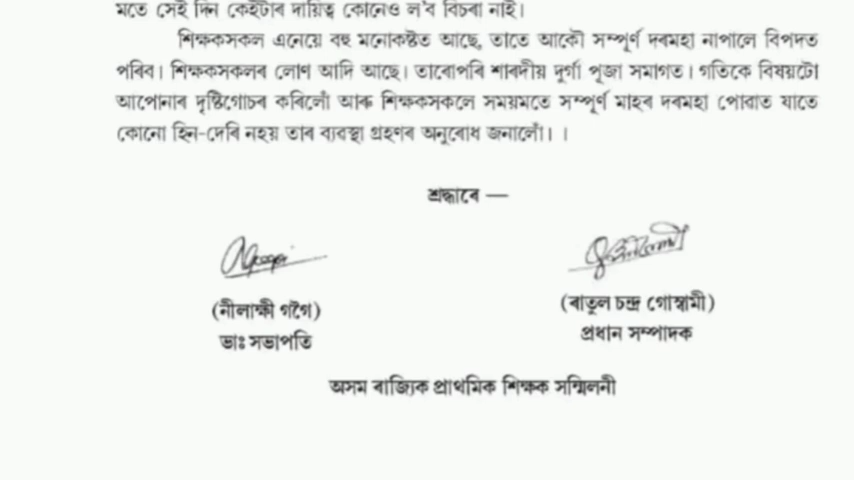 মতে সেই দিন কেইটাৰ দায়িত্ব কোনেও ল'ব বিচৰা নাই।
শিক্ষকসকল এনেয়ে বহু মনোকষ্টত আছে, তাতে আকৌ সম্পূৰ্ণ দৰমহা নাপালে বিপদত
পৰিব। শিক্ষকসকলৰ লোণ আদি আছে। তাৰোপৰি শাৰদীয় দুৰ্গা পূজা সমাগত। গতিকে বিষয়টো
আপোনাৰ দৃষ্টিগোচৰ কৰিলোঁ আৰু শিক্ষকসকলে সময়মতে সম্পূৰ্ণ মাহৰ দৰমহা পোৱাত যাতে
কোনো হিন-দেৰি নহয় তাৰ ব্যৱস্থা গ্ৰহণৰ অনুৰোধ জনালোঁ। ।
শ্ৰদ্ধাৰে —
(নীলাক্ষী গগৈ) (ৰাতুল চন্দ্ৰ গোস্বামী)
ভাঃ সভাপতি প্ৰধান সম্পাদক
অসম ৰাজ্যিক প্ৰাথমিক শিক্ষক সন্মিলনী